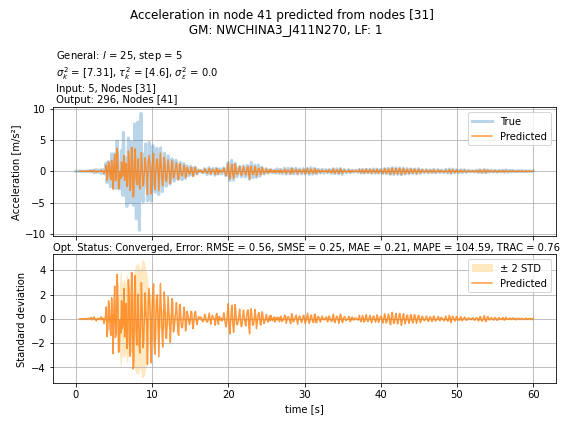 Acceleration in node 41 predicted from nodes [31]
GM: NWCHINA3_J411N270, LF: 1
General: l = 25, step = 5
σ²ₖ = [7.31], τ²ₖ = [4.6], σ²ε = 0.0
Input: 5, Nodes [31]
Output: 296, Nodes [41]
10
5
0
−5
−10
Acceleration [m/s²]
True
Predicted
Opt. Status: Converged, Error: RMSE = 0.56, SMSE = 0.25, MAE = 0.21, MAPE = 104.59, TRAC = 0.76
4
2
0
−2
−4
Standard deviation
± 2 STD
Predicted
0 10 20 30 40 50 60
time [s]